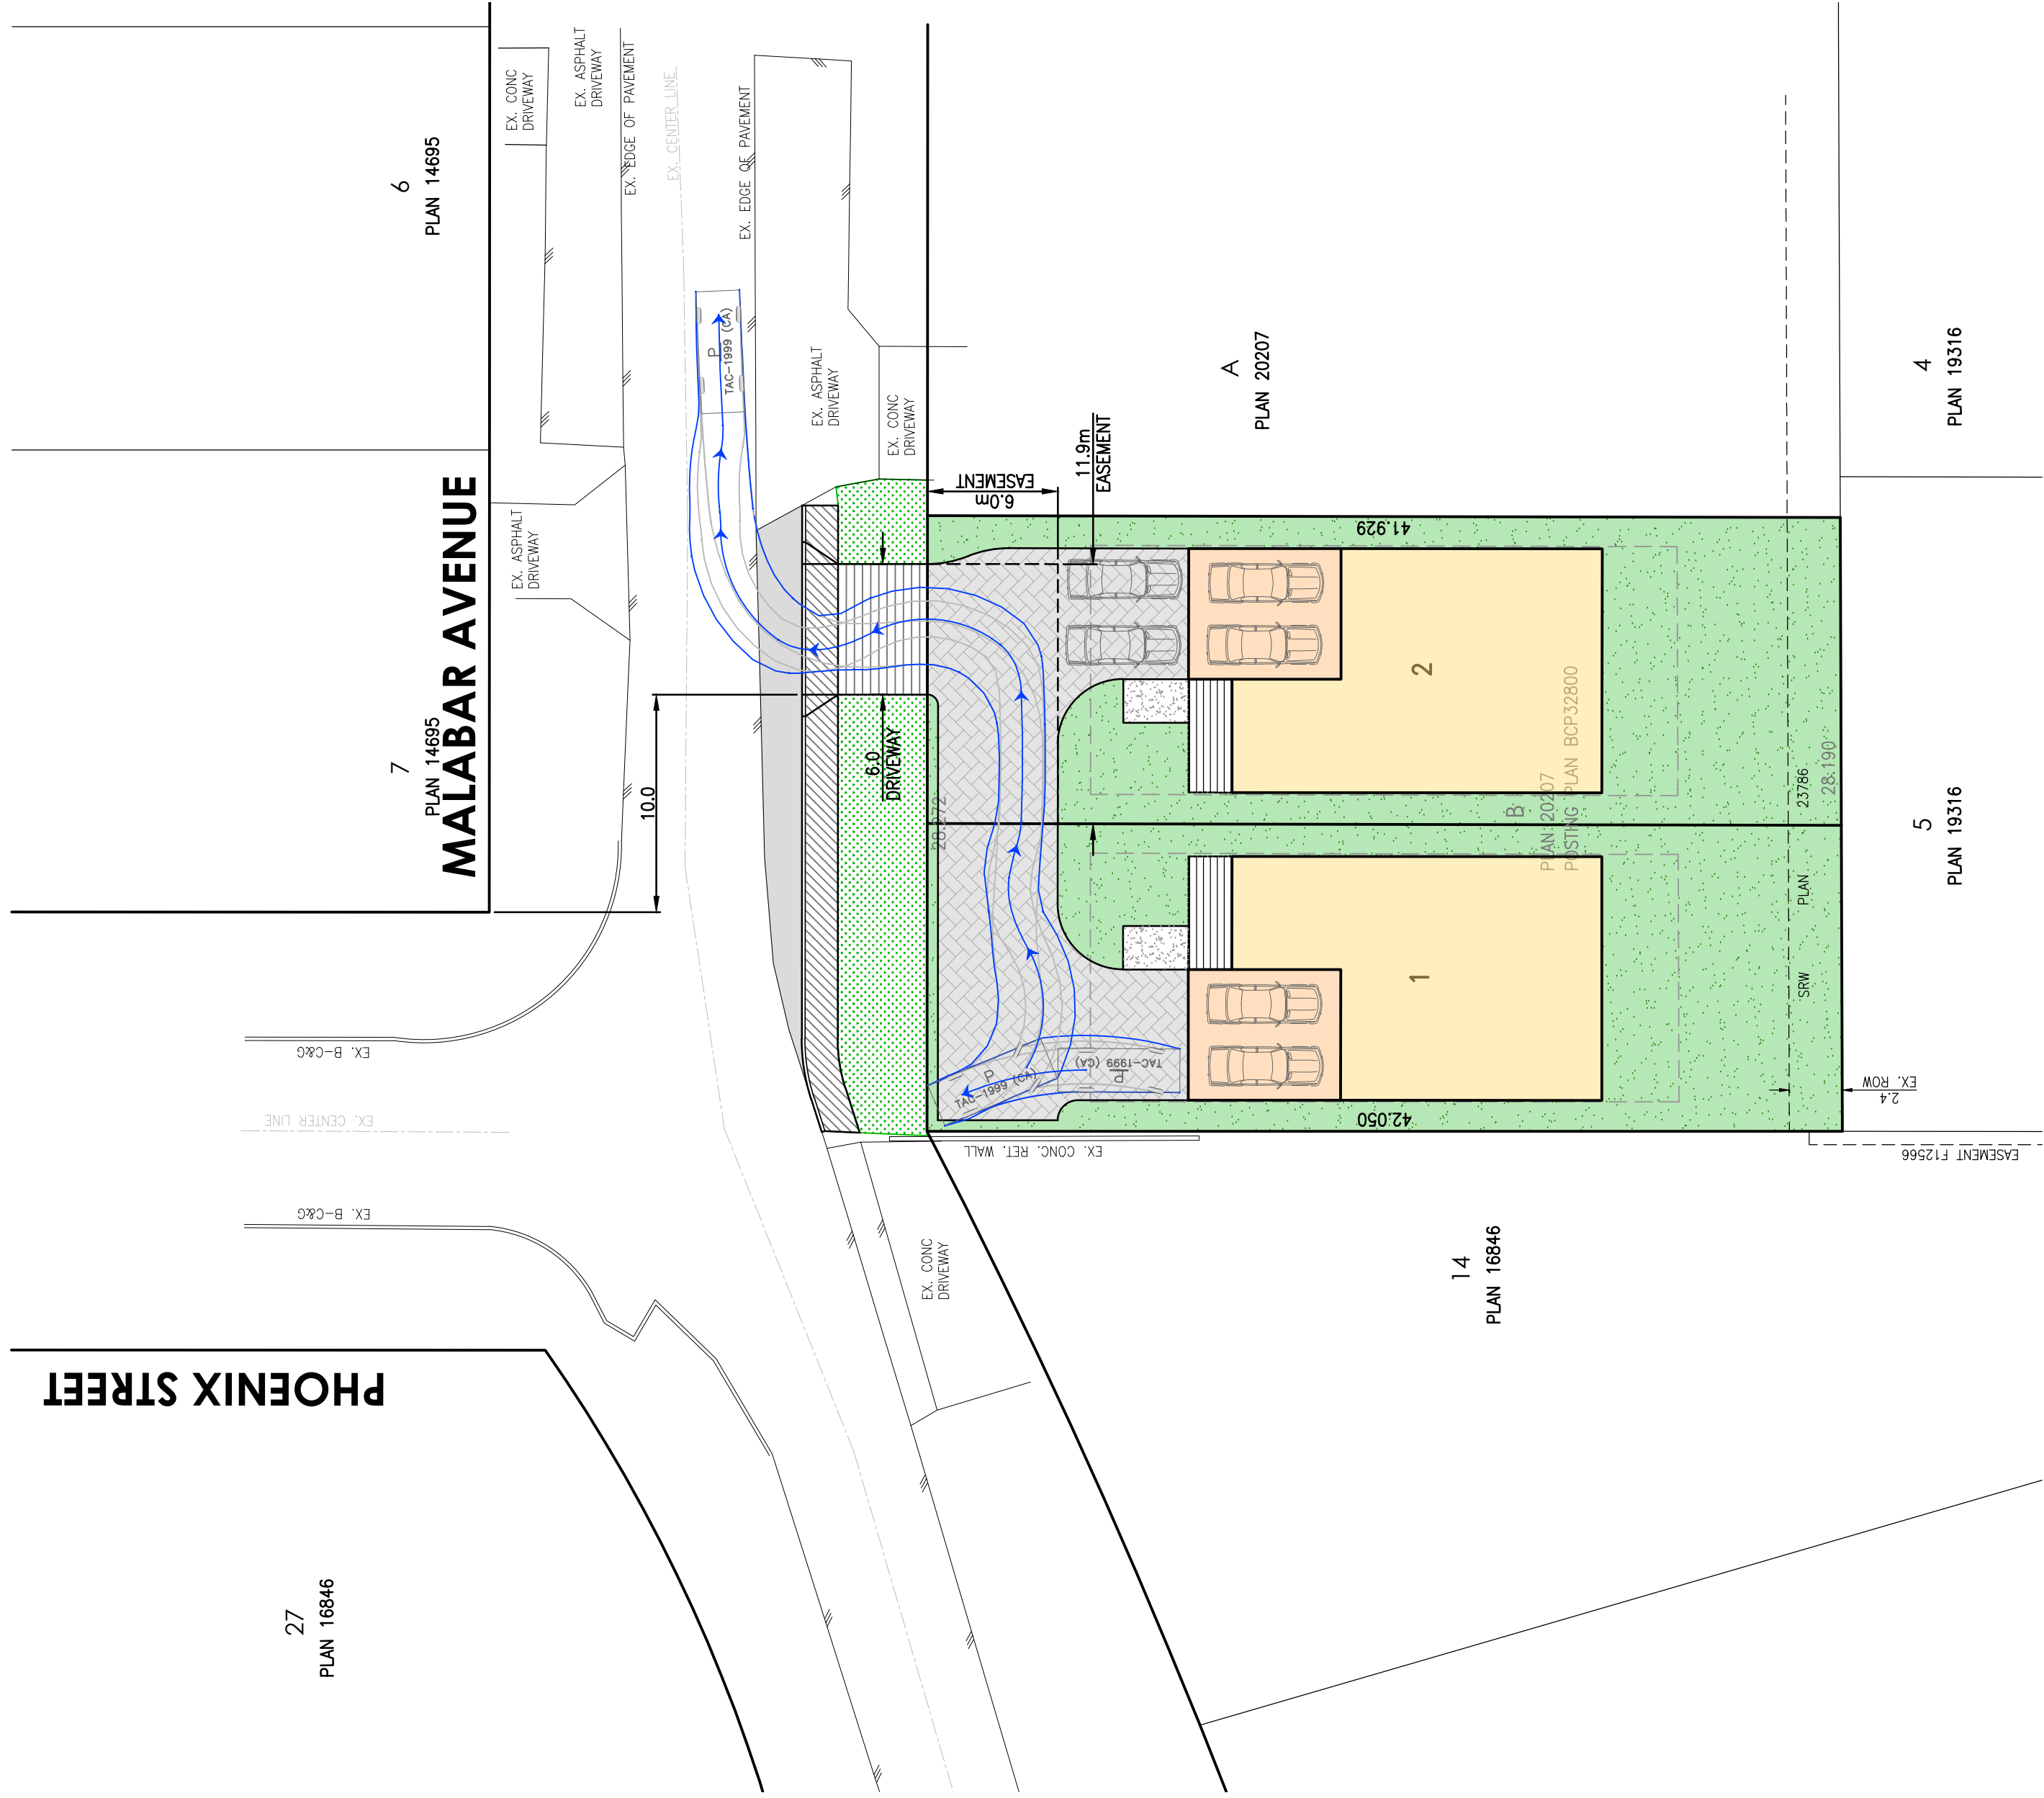 6
PLAN 14695
EX. CONC
DRIVEWAY
EX. ASPHALT
DRIVEWAY
EX. EDGE OF PAVEMENT
EX. CENTER LINE
EX. EDGE OF PAVEMENT
7
PLAN 14695
MALABAR AVENUE
EX. ASPHALT
DRIVEWAY
P
TAC-1999 (CA)
EX. ASPHALT
DRIVEWAY
EX. CONC
DRIVEWAY
6.0m
EASEMENT
11.9m
EASEMENT
A
PLAN 20207
4
PLAN 19316
10.0
6.0
DRIVEWAY
28.272
41.929
2
B
PLAN 20207
POSTING PLAN BCP32800
23786
28.190
PLAN
SRW
5
PLAN 19316
1
P
TAC-1999 (CA)
P
TAC-1999 (CA)
42.050
2.4
EX. ROW
EASEMENT F12566
EX. CONC. RET. WALL
EX. B-C&G
EX. CENTER LINE
EX. B-C&G
PHOENIX STREET
EX. CONC
DRIVEWAY
14
PLAN 16846
27
PLAN 16846